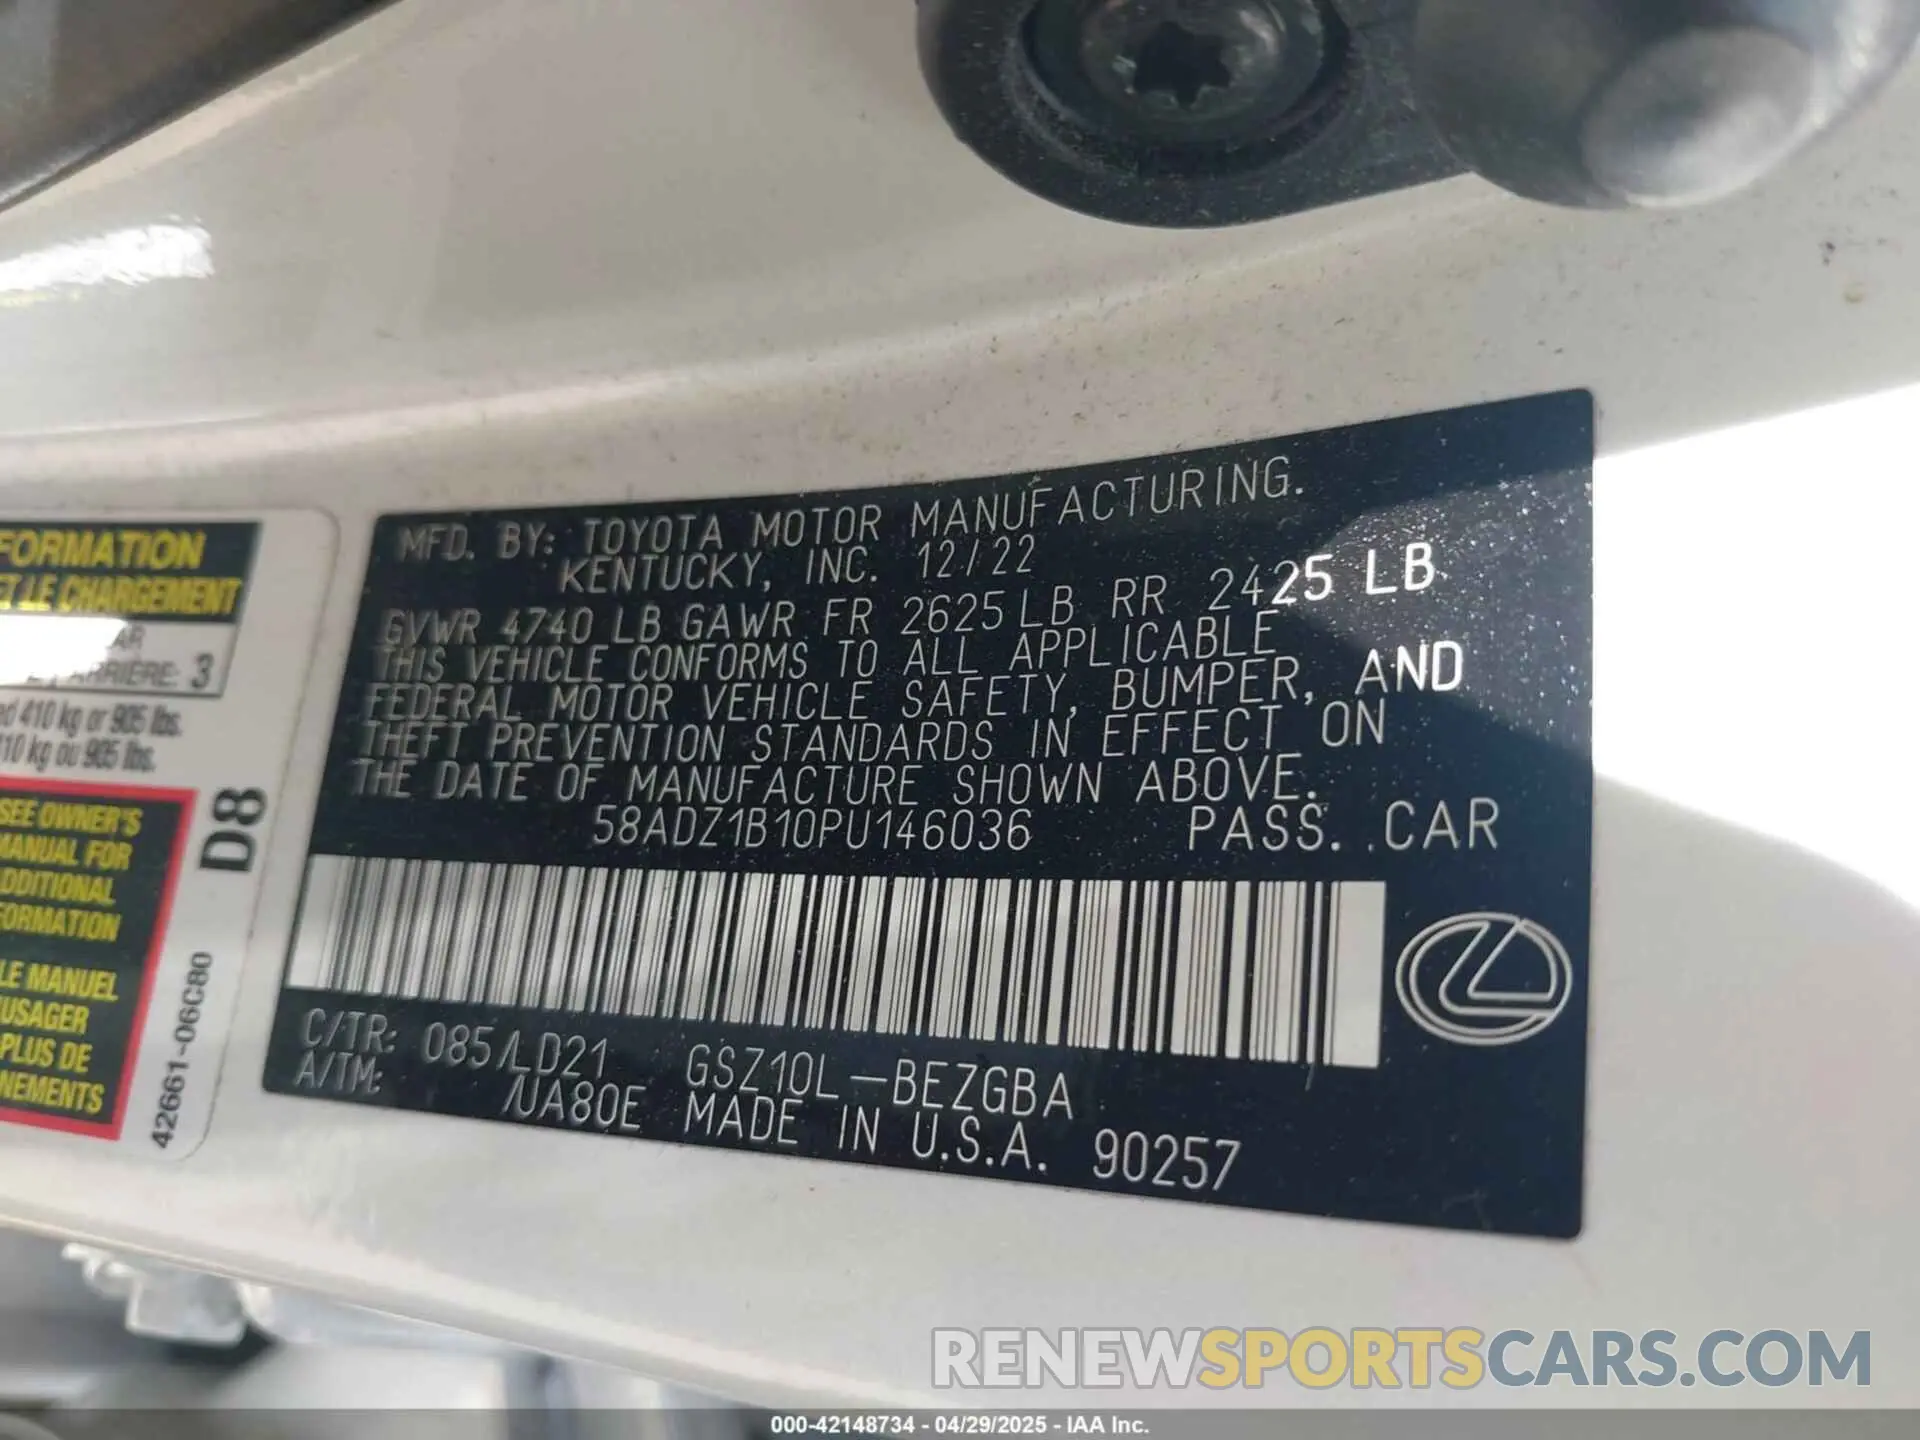 MFD. BY: TOYOTA MOTOR MANUFACTURING.
KENTUCKY, INC. 12/22
GVWR 4740 LB GAWR FR 2625 LB RR 2425 LB
THIS VEHICLE CONFORMS TO ALL APPLICABLE
FEDERAL MOTOR VEHICLE SAFETY, BUMPER, AND
THEFT PREVENTION STANDARDS IN EFFECT ON
THE DATE OF MANUFACTURE SHOWN ABOVE.
58ADZ1B10PU146036 PASS. CAR
C/TR: 085/LD21 GSZ10L-BEZGBA
A/TM: /UA80E MADE IN U.S.A. 90257
FORMATION
ET LE CHARGEMENT
AR
ARRIÈRE: 3
ed 410 kg or 905 lbs.
410 kg ou 905 lbs.
SEE OWNER'S
MANUAL FOR
ADDITIONAL
FORMATION
LE MANUEL
USAGER
PLUS DE
NEMENTS
D8
42661-06C80
RENEWSPORTSCARS.COM
000-42148734 - 04/29/2025 - IAA Inc.